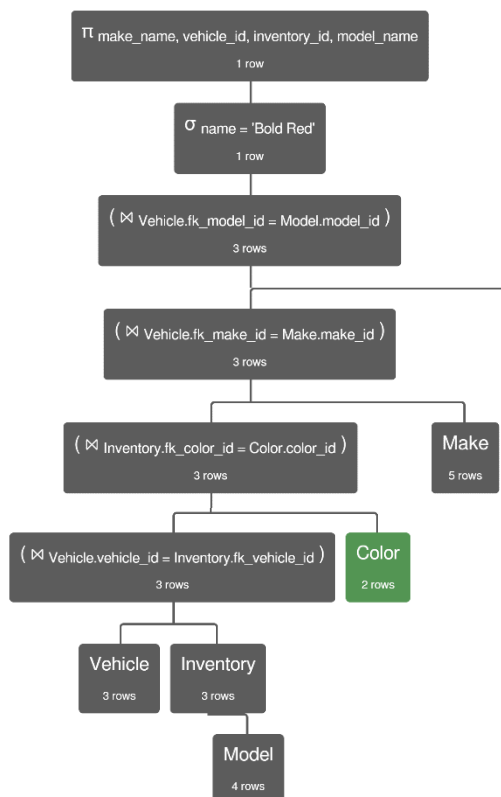 π make_name, vehicle_id, inventory_id, model_name
1 row
σ name = 'Bold Red'
1 row
( ⋈ Vehicle.fk_model_id = Model.model_id )
3 rows
( ⋈ Vehicle.fk_make_id = Make.make_id )
3 rows
( ⋈ Inventory.fk_color_id = Color.color_id )
3 rows
Make
5 rows
( ⋈ Vehicle.vehicle_id = Inventory.fk_vehicle_id )
3 rows
Color
2 rows
Vehicle
3 rows
Inventory
3 rows
Model
4 rows